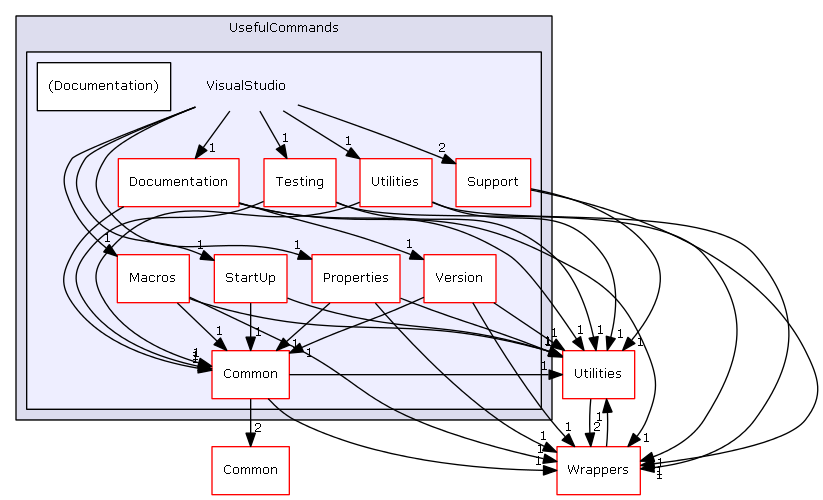 UsefulCommands
(Documentation)
VisualStudio
1
1
1
2
Documentation
Testing
Utilities
Support
1
1
1
1
Macros
StartUp
Properties
Version
1
1
1
1
1
1
1
1
1
1
Common
1
Utilities
2
1
2
1
1
1
1
1
1
1
Common
Wrappers